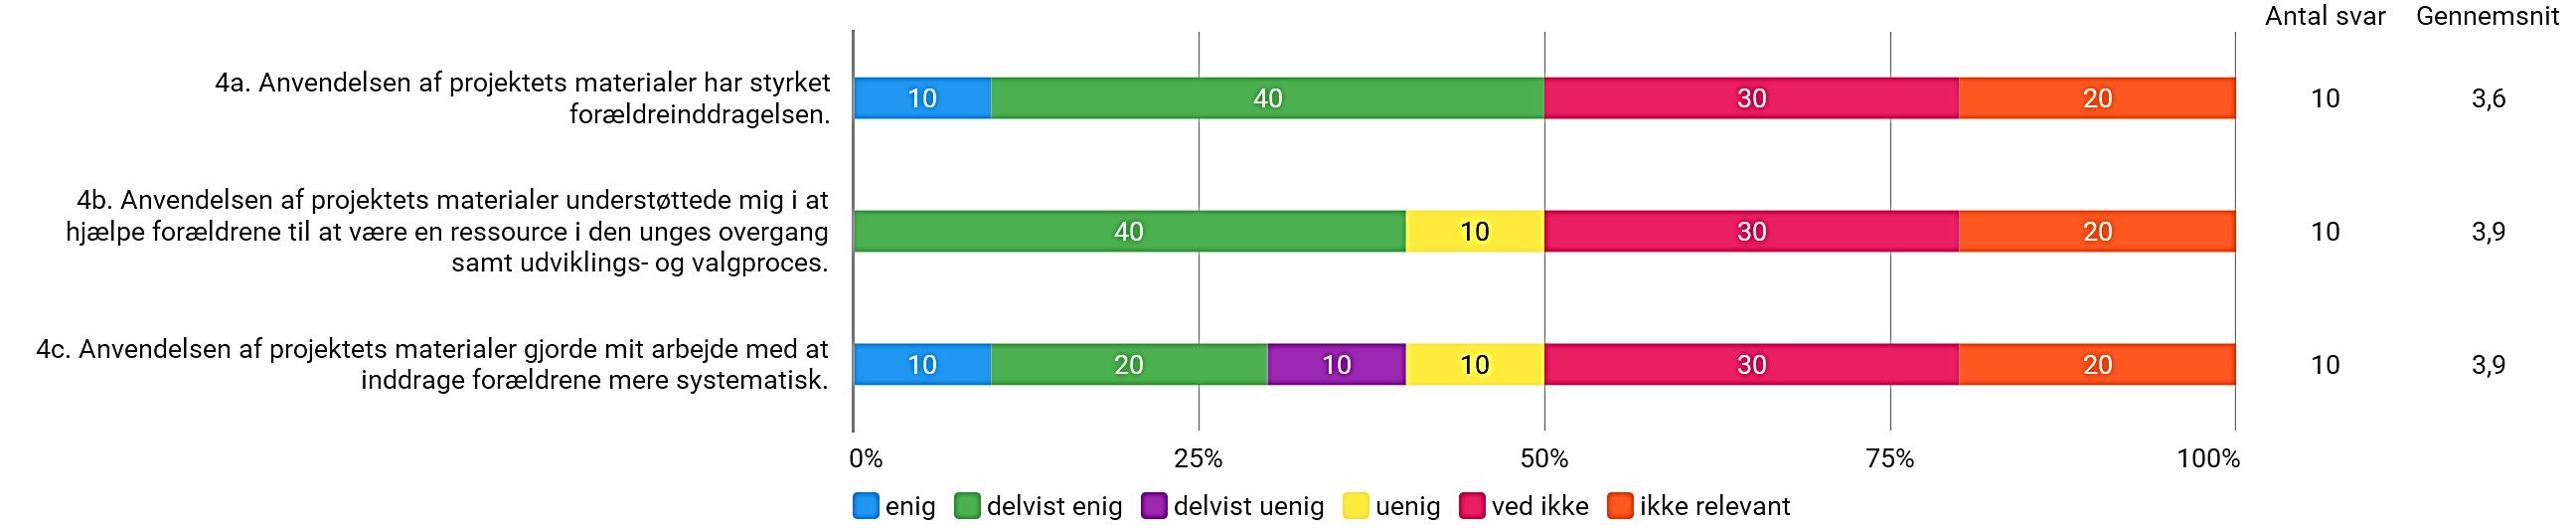 Antal svar Gennemsnit
4a. Anvendelsen af projektets materialer har styrket
forældreinddragelsen.
10 40 30 20 10 3,6
4b. Anvendelsen af projektets materialer understøttede mig i at
hjælpe forældrene til at være en ressource i den unges overgang
samt udviklings- og valgproces.
40 10 30 20 10 3,9
4c. Anvendelsen af projektets materialer gjorde mit arbejde med at
inddrage forældrene mere systematisk.
10 20 10 10 30 20 10 3,9
0% 25% 50% 75% 100%
enig delvist enig delvist uenig uenig ved ikke ikke relevant